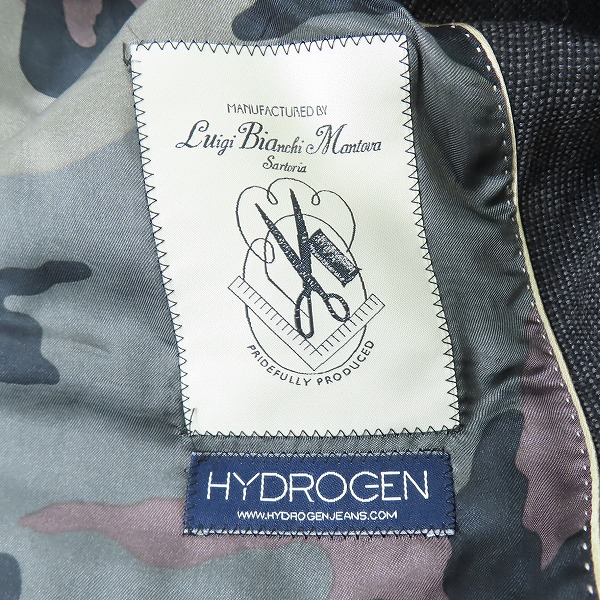 MANUFACTURED BY
Luigi Bianchi Mantova
Sartoria
PRIDEFULLY PRODUCED
HYDROGEN
WWW.HYDROGENJEANS.COM